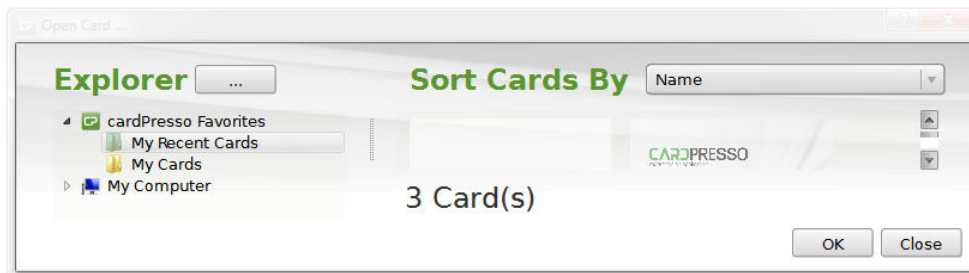 Open Card ...
Explorer
...
cardPresso Favorites
My Recent Cards
My Cards
My Computer
Sort Cards By
Name
CARDPRESSO
3 Card(s)
OK
Close